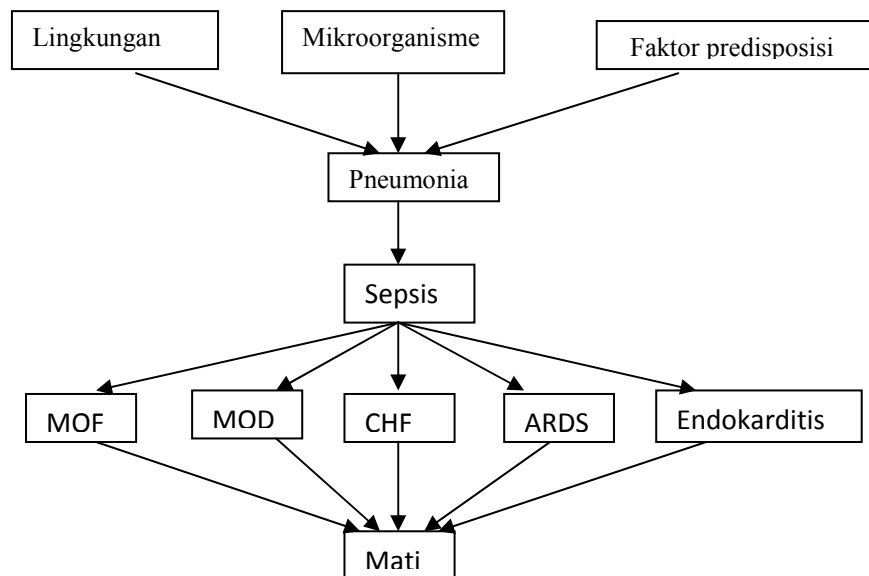 Lingkungan
Mikroorganisme
Faktor predisposisi
Pneumonia
Sepsis
MOF
MOD
CHF
ARDS
Endokarditis
Mati